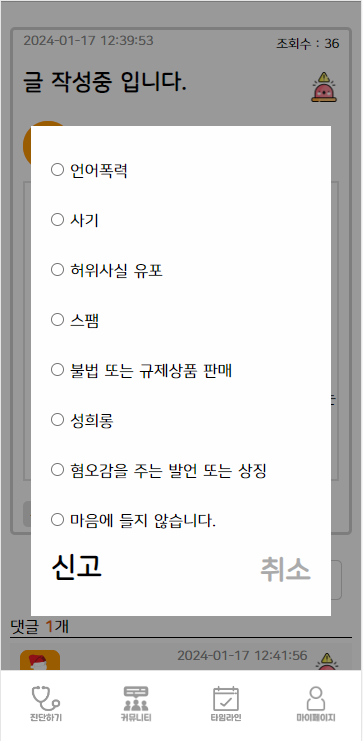 2024-01-17 12:39:53
조회수 : 36
글 작성중 입니다.
언어폭력
사기
허위사실 유포
스팸
불법 또는 규제상품 판매
성희롱
혐오감을 주는 발언 또는 상징
마음에 들지 않습니다.
신고
취소
댓글 1개
2024-01-17 12:41:56
진단하기
커뮤니티
타임라인
마이페이지